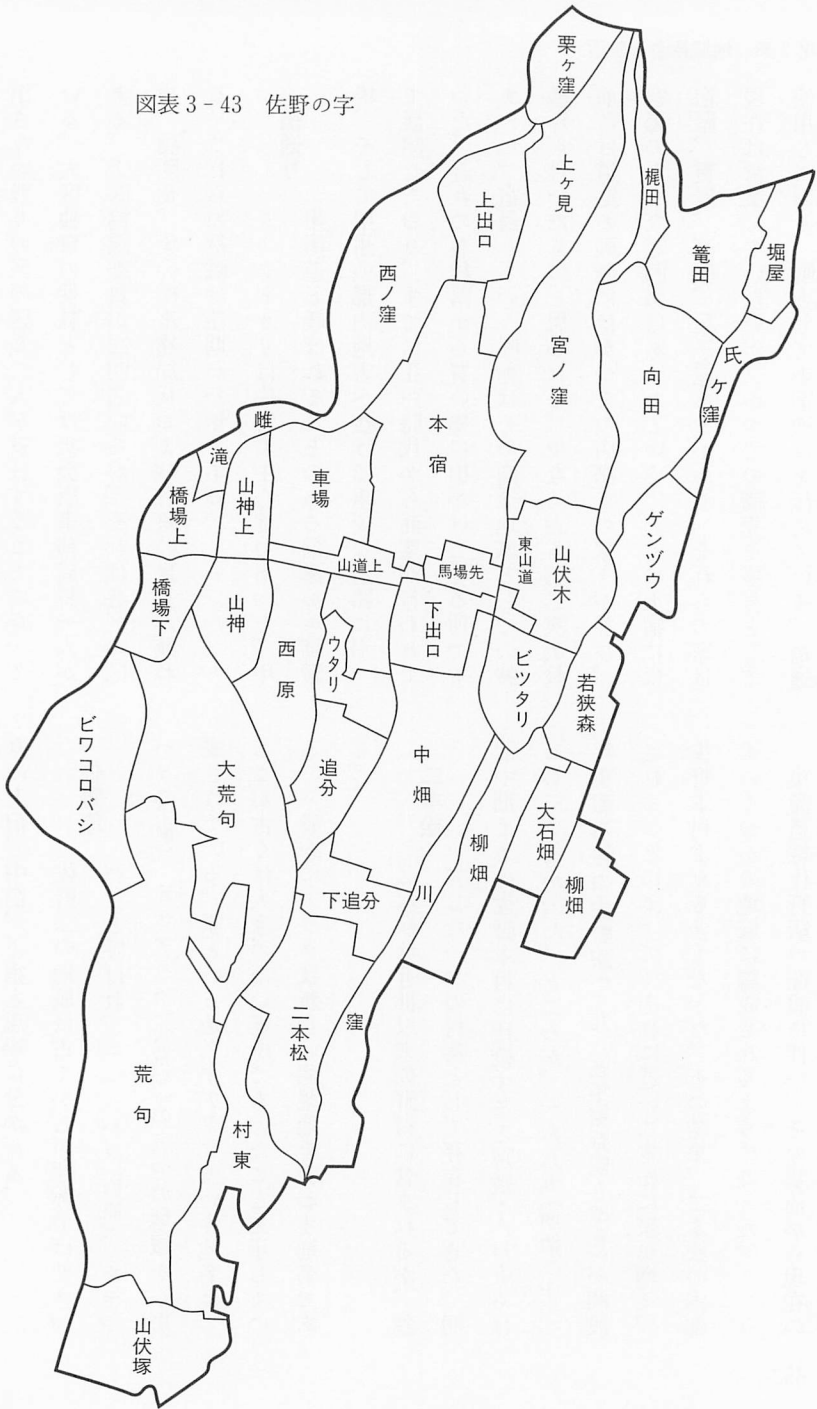 図表3-43 佐野の字
栗ヶ窪
上ヶ見
梶田
上出口
篭田
堀屋
西ノ窪
氏ヶ窪
宮ノ窪
向田
本宿
雌
滝
車場
山神上
橋場上
ゲンヅウ
東山道
山伏木
山道上
馬場先
橋場下
山神
下出口
ウタリ
西原
ビツタリ
若狭森
ビワコロバシ
大荒句
追分
中畑
大石畑
柳畑
柳畑
下追分
川
窪
二本松
荒句
村東
山伏塚